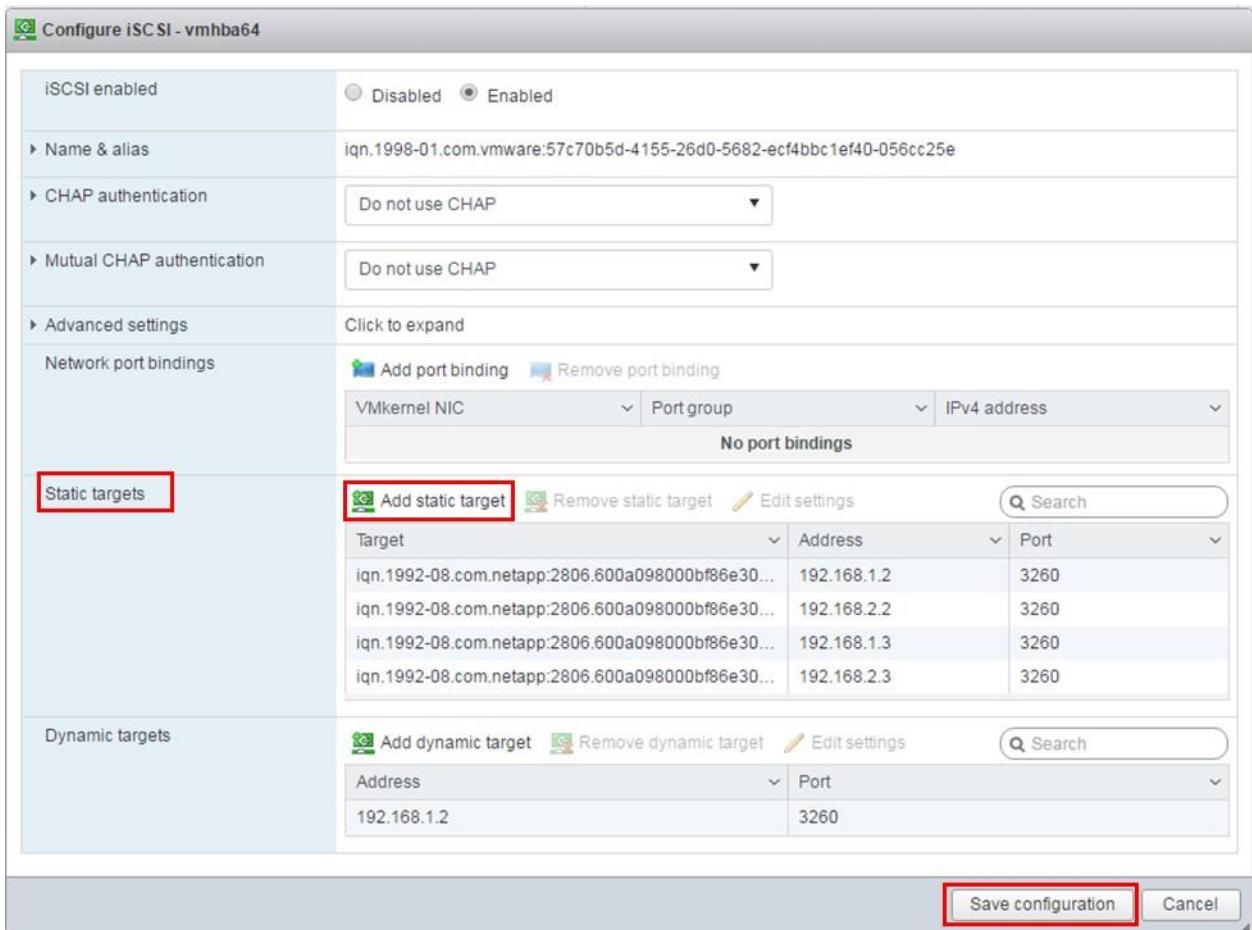 Configure iSCSI - vmhba64
iSCSI enabled
Disabled Enabled
Name & alias
iqn.1998-01.com.vmware:57c70b5d-4155-26d0-5682-ecf4bbc1ef40-056cc25e
CHAP authentication
Do not use CHAP
Mutual CHAP authentication
Do not use CHAP
Advanced settings
Click to expand
Network port bindings
Add port binding Remove port binding
VMkernel NIC Port group IPv4 address
No port bindings
Static targets
Add static target Remove static target Edit settings Search
Target Address Port
iqn.1992-08.com.netapp:2806.600a098000bf86e30... 192.168.1.2 3260
iqn.1992-08.com.netapp:2806.600a098000bf86e30... 192.168.2.2 3260
iqn.1992-08.com.netapp:2806.600a098000bf86e30... 192.168.1.3 3260
iqn.1992-08.com.netapp:2806.600a098000bf86e30... 192.168.2.3 3260
Dynamic targets
Add dynamic target Remove dynamic target Edit settings Search
Address Port
192.168.1.2 3260
Save configuration Cancel